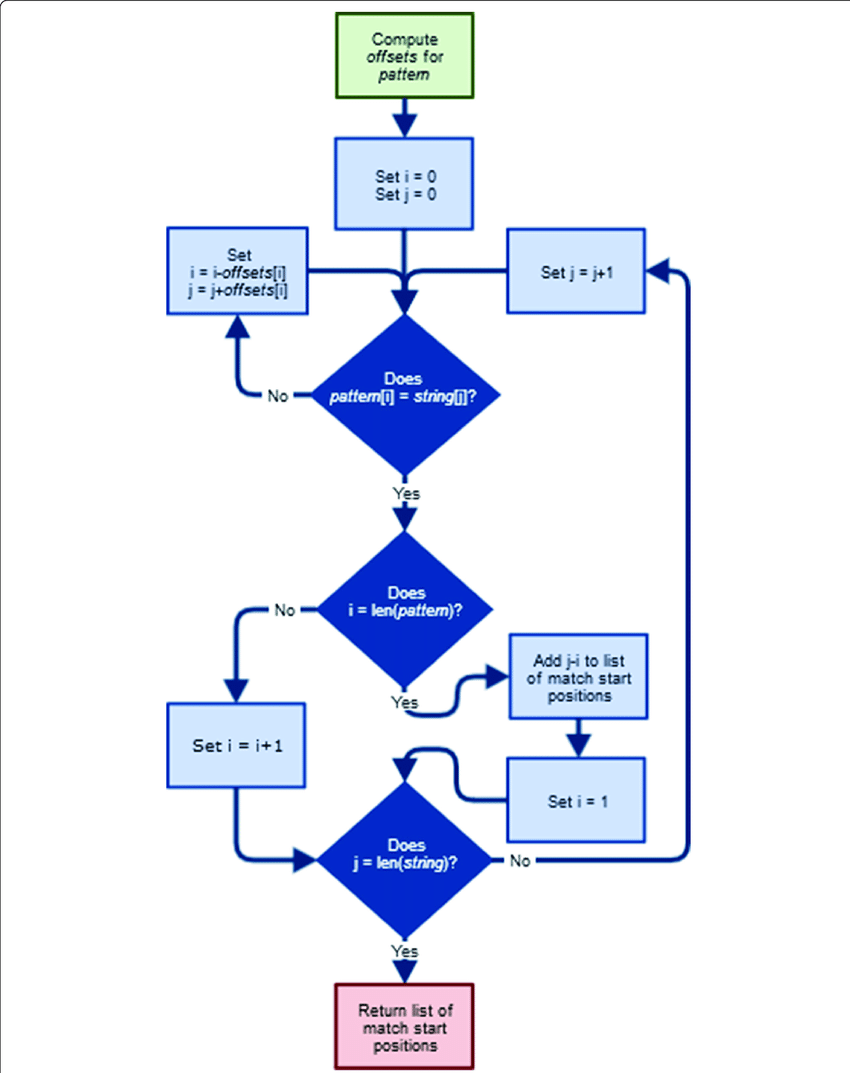 Compute
offsets for
pattern
Set i = 0
Set j = 0
Set
i = i-offsets[i]
j = j+offsets[i]
Set j = j+1
Does
pattern[i] = string[j]?
No
Yes
Does
i = len(pattern)?
No
Yes
Add j-i to list
of match start
positions
Set i = i+1
Set i = 1
Does
j = len(string)?
No
Yes
Return list of
match start
positions